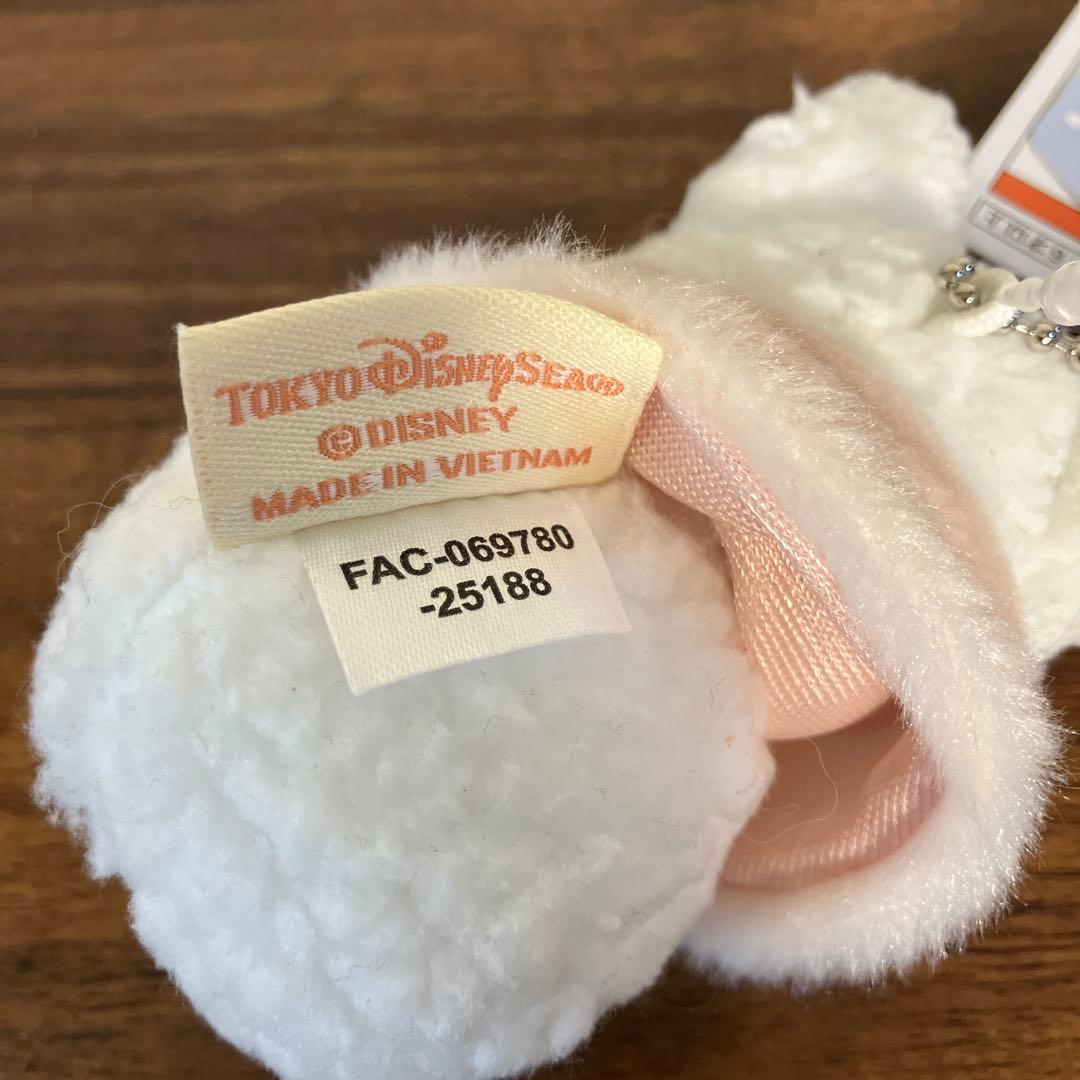 TOKYO DISNEYSEA
© DISNEY
MADE IN VIETNAM
FAC-069780
-25188